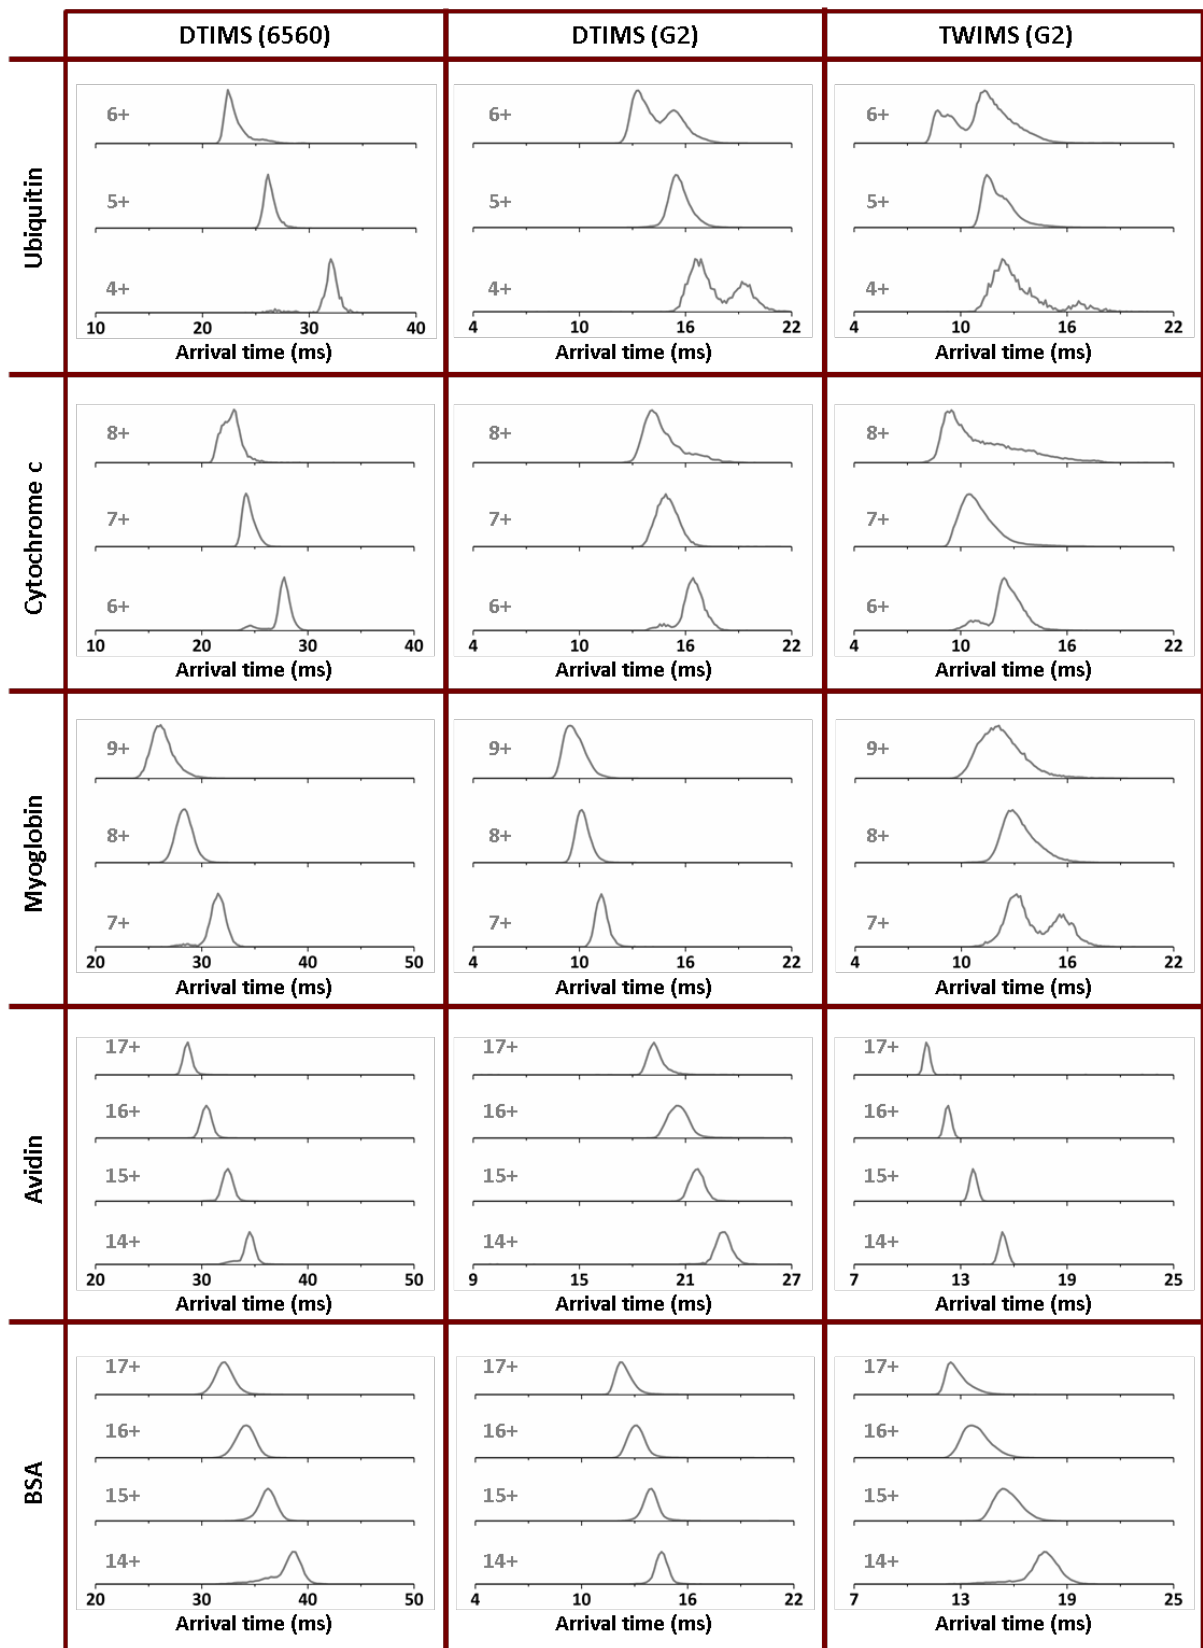 DTIMS (6560) DTIMS (G2) TWIMS (G2)
Ubiquitin
6+ 6+ 6+
5+ 5+ 5+
4+ 4+ 4+
10 20 30 40 4 10 16 22 4 10 16 22
Arrival time (ms) Arrival time (ms) Arrival time (ms)
Cytochrome c
8+ 8+ 8+
7+ 7+ 7+
6+ 6+ 6+
10 20 30 40 4 10 16 22 4 10 16 22
Arrival time (ms) Arrival time (ms) Arrival time (ms)
Myoglobin
9+ 9+ 9+
8+ 8+ 8+
7+ 7+ 7+
20 30 40 50 4 10 16 22 4 10 16 22
Arrival time (ms) Arrival time (ms) Arrival time (ms)
Avidin
17+ 17+ 17+
16+ 16+ 16+
15+ 15+ 15+
14+ 14+ 14+
20 30 40 50 9 15 21 27 7 13 19 25
Arrival time (ms) Arrival time (ms) Arrival time (ms)
BSA
17+ 17+ 17+
16+ 16+ 16+
15+ 15+ 15+
14+ 14+ 14+
20 30 40 50 4 10 16 22 7 13 19 25
Arrival time (ms) Arrival time (ms) Arrival time (ms)